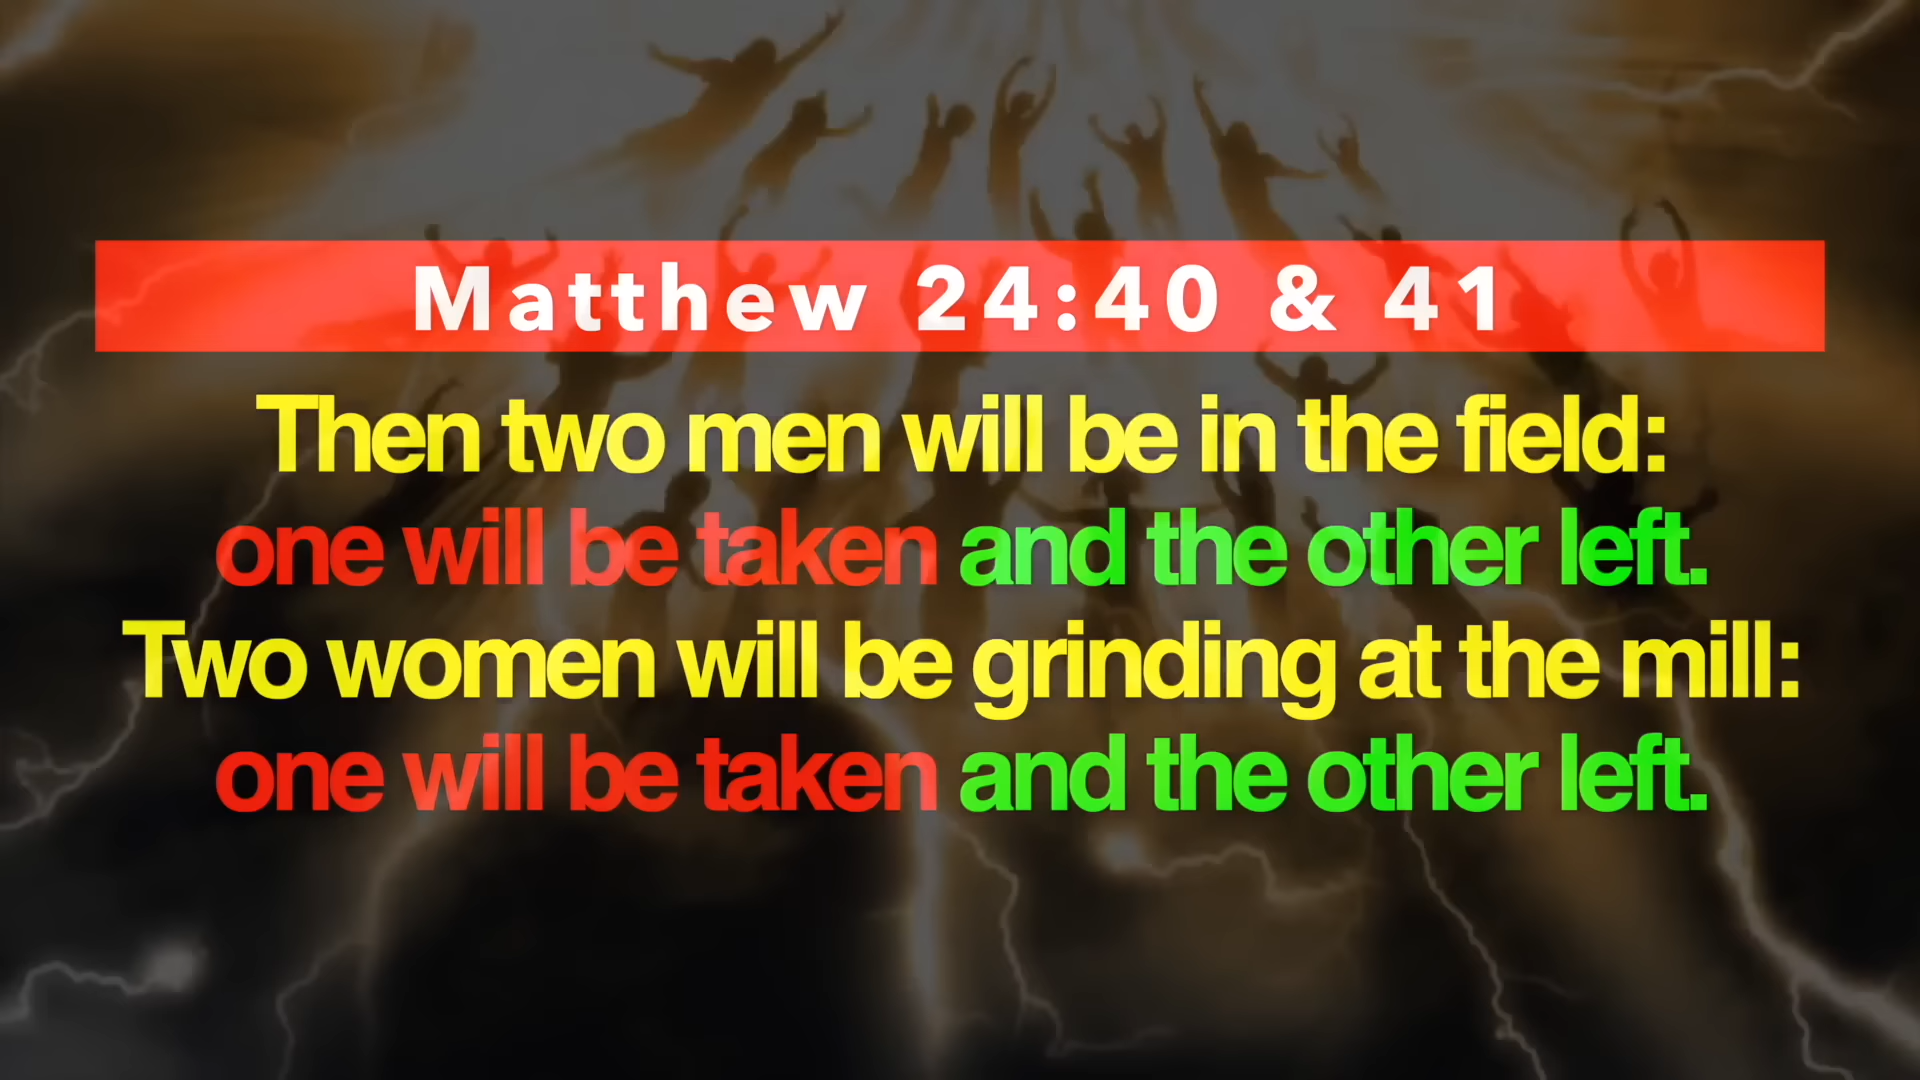 Matthew 24:40 & 41
Then two men will be in the field:
one will be taken and the other left.
Two women will be grinding at the mill:
one will be taken and the other left.